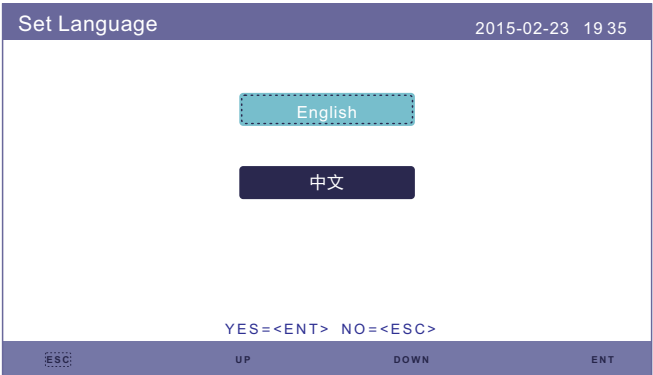 Set Language 2015-02-23 19 35
English
中文
YES=<ENT> NO=<ESC>
ESC UP DOWN ENT